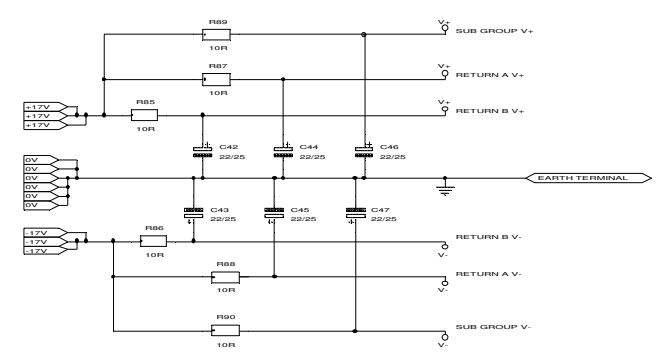 R89
V+
SUB GROUP V+
10R
R87
V+
RETURN A V+
10R
+17V
R85
V+
RETURN B V+
+17V
+17V
10R
+
+
+
C42
C44
C46
22/25
22/25
22/25
0V
0V
0V
EARTH TERMINAL
0V
0V
0V
C43
C45
C47
22/25
22/25
22/25
+
+
+
-17V
R86
RETURN B V-
-17V
-17V
10R
V-
R88
RETURN A V-
10R
V-
R90
SUB GROUP V-
10R
V-